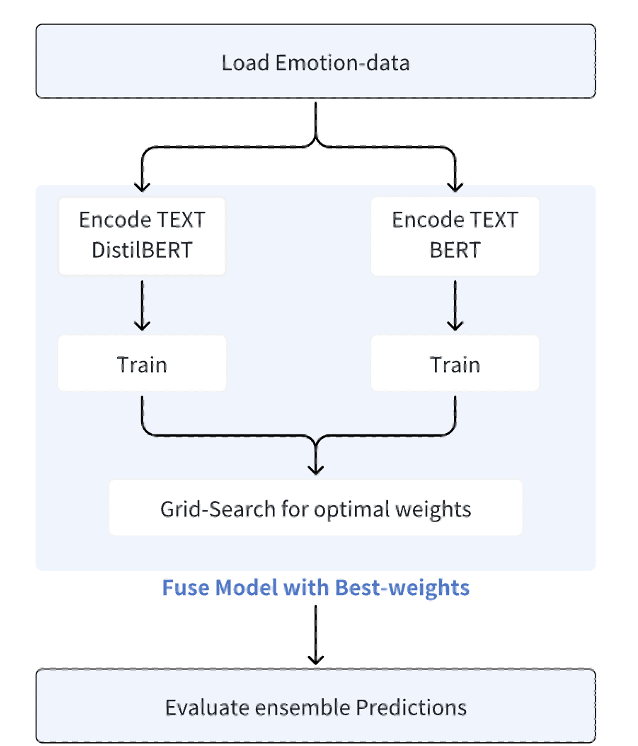 Load Emotion-data
Encode TEXT
DistilBERT
Encode TEXT
BERT
Train
Train
Grid-Search for optimal weights
Fuse Model with Best-weights
Evaluate ensemble Predictions